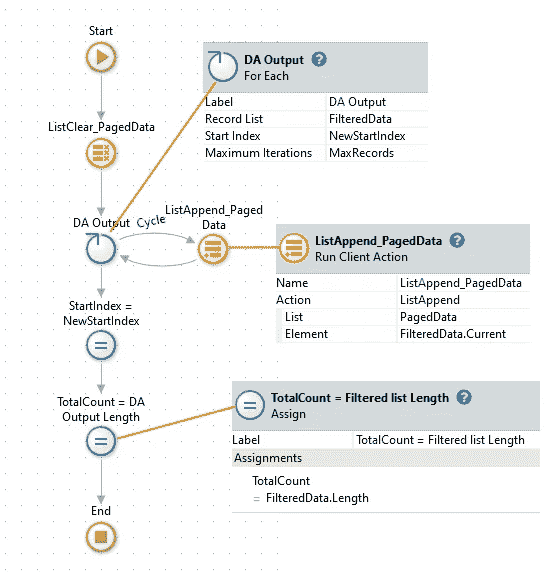 Start
DA Output
For Each
Label DA Output
Record List FilteredData
Start Index NewStartIndex
Maximum Iterations MaxRecords
ListClear_PagedData
DA Output Cycle
ListAppend_Paged
Data
ListAppend_PagedData
Run Client Action
Name ListAppend_PagedData
Action ListAppend
List PagedData
Element FilteredData.Current
StartIndex =
NewStartIndex
TotalCount = DA
Output Length
TotalCount = Filtered list Length
Assign
Label TotalCount = Filtered list Length
Assignments
TotalCount
= FilteredData.Length
End